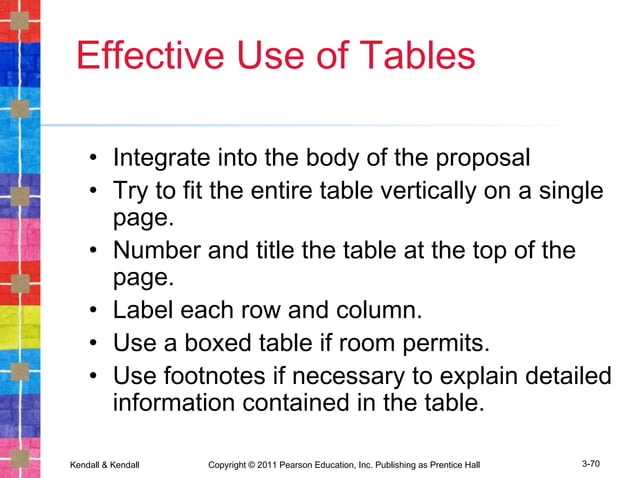 Effective Use of Tables
• Integrate into the body of the proposal
• Try to fit the entire table vertically on a single
page.
• Number and title the table at the top of the
page.
• Label each row and column.
• Use a boxed table if room permits.
• Use footnotes if necessary to explain detailed
information contained in the table.
Kendall & Kendall Copyright © 2011 Pearson Education, Inc. Publishing as Prentice Hall 3-70